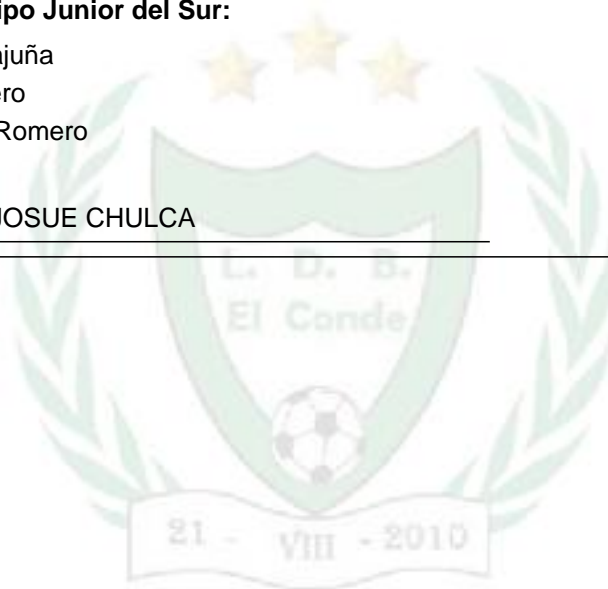 ipo Junior del Sur:
ajuña
ero
Romero
JOSUE CHULCA
L. D. B.
El Conde
21 - VIII - 2010